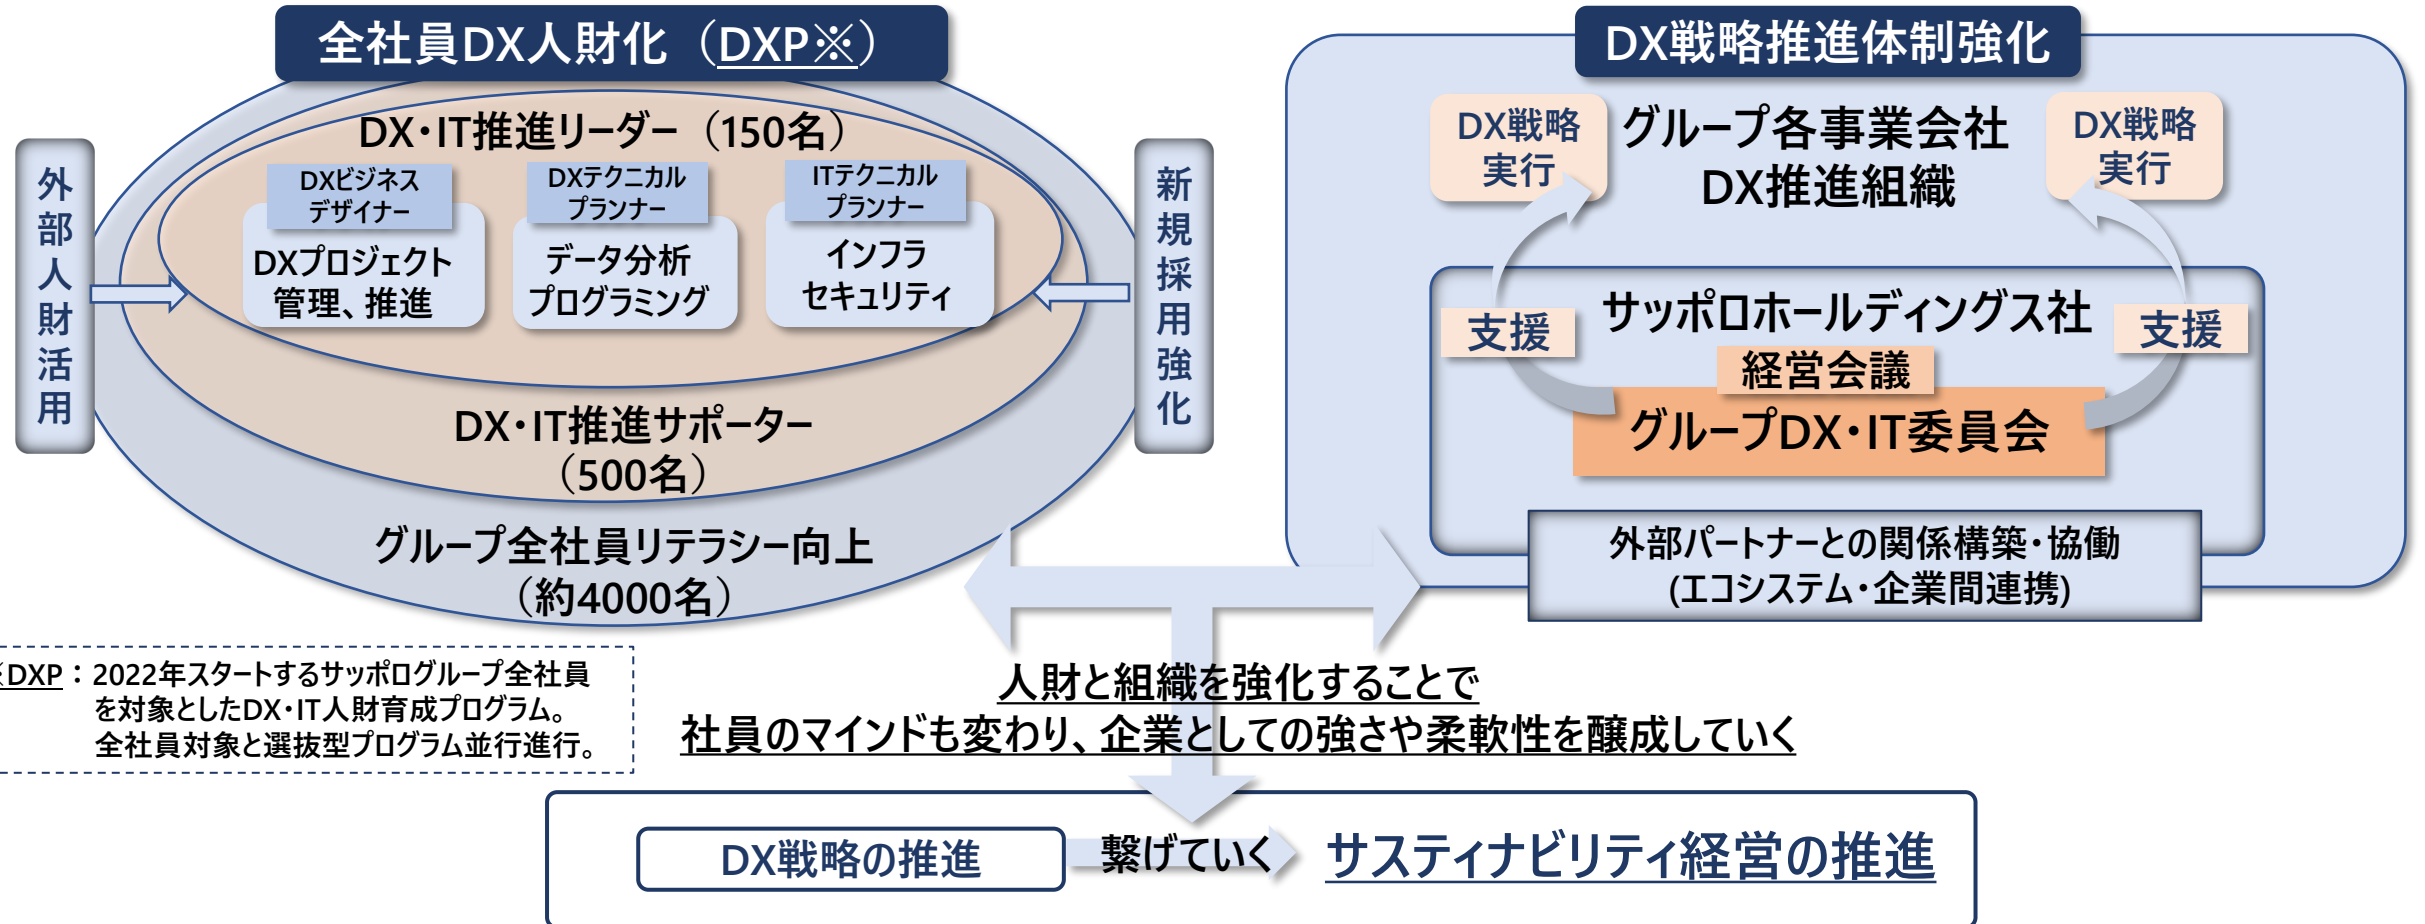 全社員DX人財化（DXP※）
外部人財活用
DX・IT推進リーダー（150名）
DXビジネス
デザイナー
DXプロジェクト
管理、推進
DXテクニカル
プランナー
データ分析
プログラミング
ITテクニカル
プランナー
インフラ
セキュリティ
新規採用強化
DX・IT推進サポーター
（500名）
グループ全社員リテラシー向上
（約4000名）
※DXP：2022年スタートするサッポログループ全社員
を対象としたDX・IT人財育成プログラム。
全社員対象と選抜型プログラム並行進行。
DX戦略推進体制強化
DX戦略
実行
グループ各事業会社
DX推進組織
DX戦略
実行
支援
サッポロホールディングス社
支援
経営会議
グループDX・IT委員会
外部パートナーとの関係構築・協働
(エコシステム・企業間連携)
人財と組織を強化することで
社員のマインドも変わり、企業としての強さや柔軟性を醸成していく
DX戦略の推進
繋げていく
サスティナビリティ経営の推進